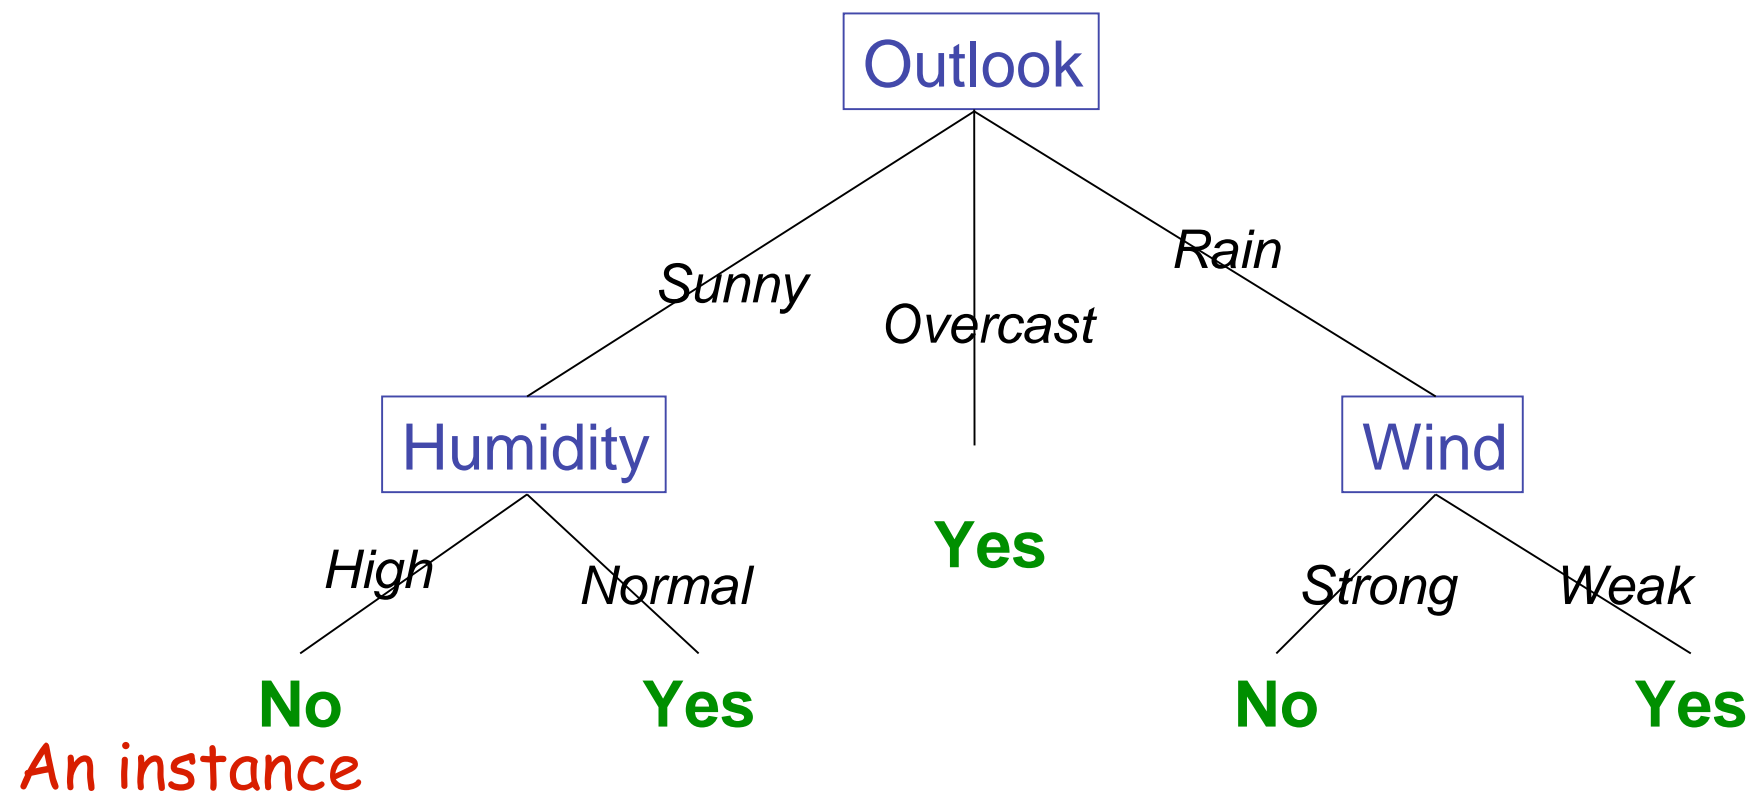 Outlook
Sunny
Overcast
Rain
Humidity
Wind
High
Normal
Yes
Strong
Weak
No
Yes
No
Yes
An instance